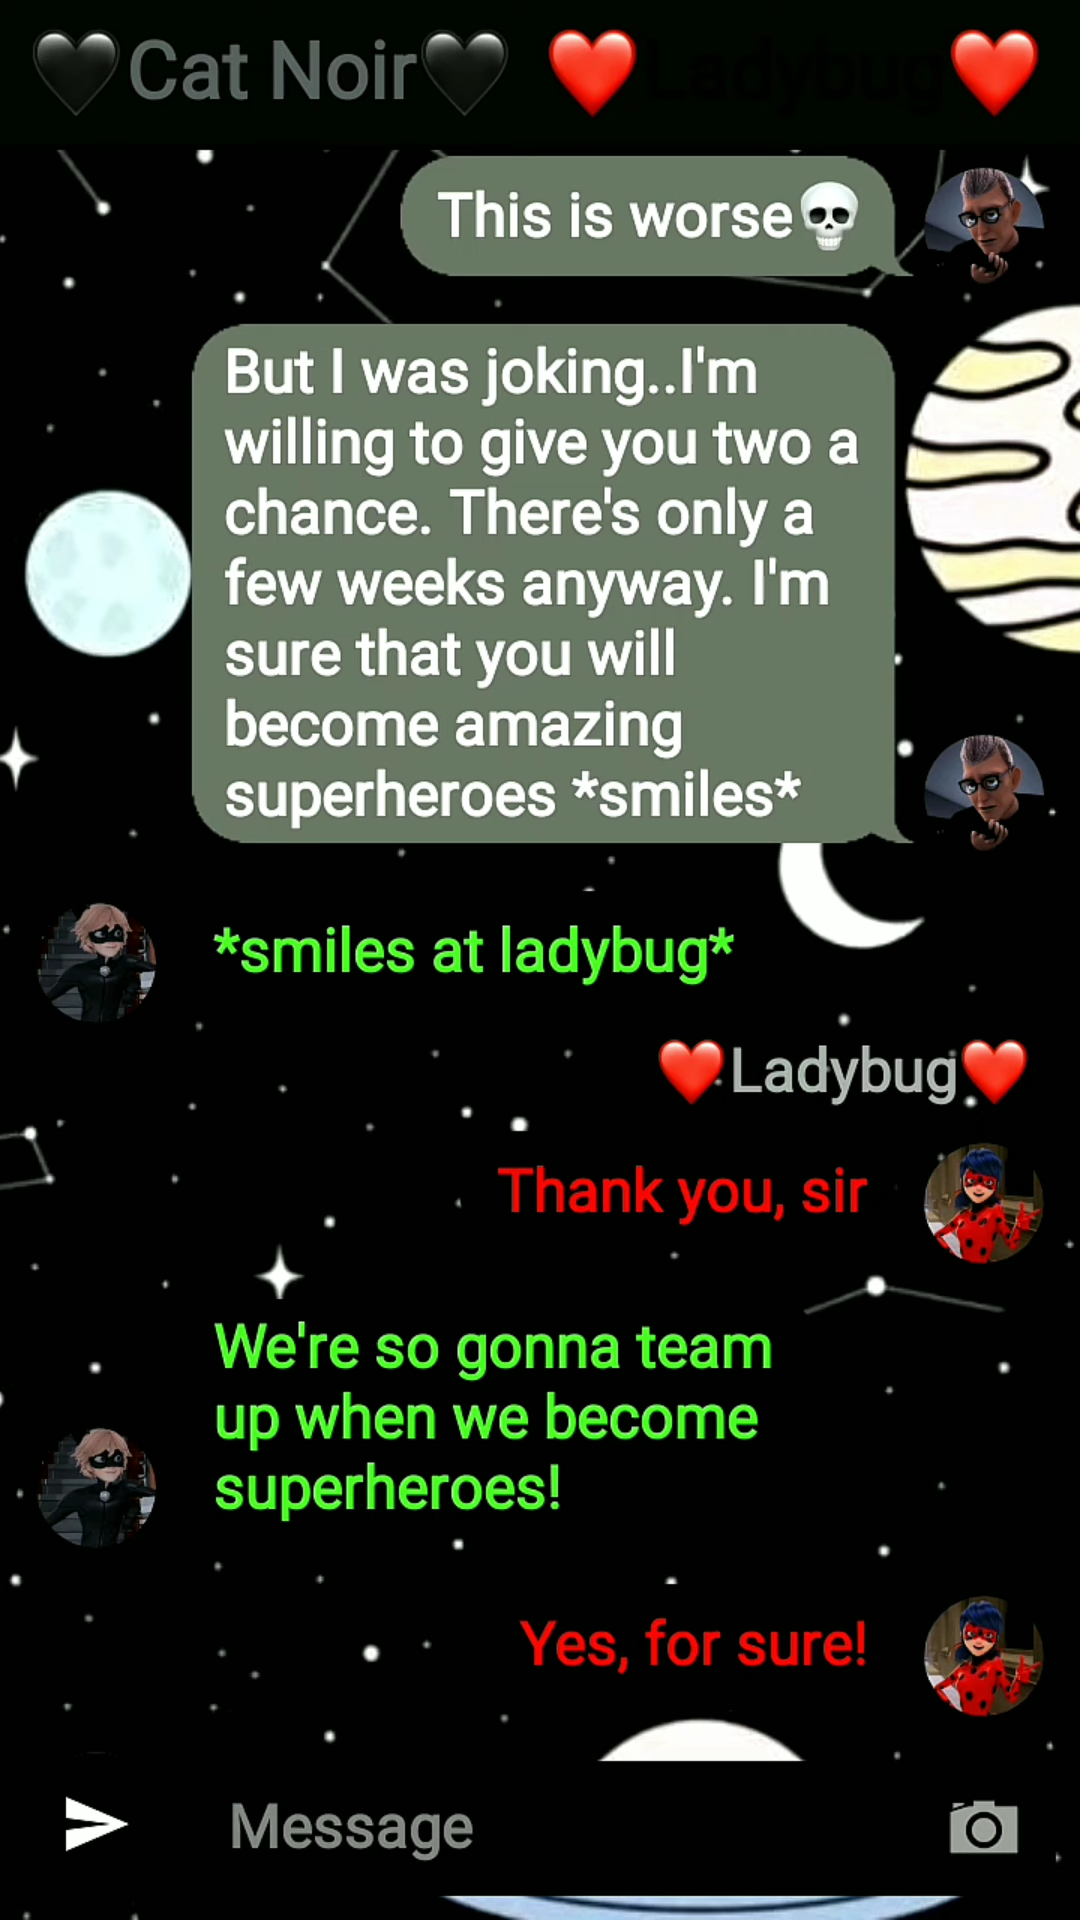 🖤Cat Noir🖤 ❤️Ladybug❤️
This is worse💀
But I was joking..I'm
willing to give you two a
chance. There's only a
few weeks anyway. I'm
sure that you will
become amazing
superheroes *smiles*
*smiles at ladybug*
❤️Ladybug❤️
Thank you, sir
We're so gonna team
up when we become
superheroes!
Yes, for sure!
Message